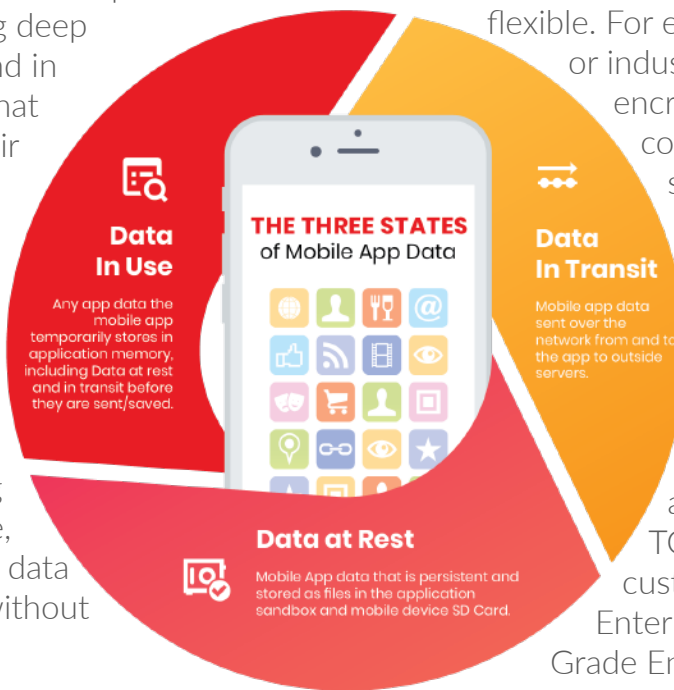 g deep
nd in
hat
ir
flexible. For e
or indus
encr
co
s
THE THREE STATES
of Mobile App Data
Data
In Use
Any app data the
mobile app
temporarily stores in
application memory,
including Data at rest
and in transit before
they are sent/saved.
Data
In Transit
Mobile app data
sent over the
network from and to
the app to outside
servers.
Data at Rest
Mobile App data that is persistent and
stored as files in the application
sandbox and mobile device SD Card.
e,
data
without
a
TO
cust
Enter
Grade En